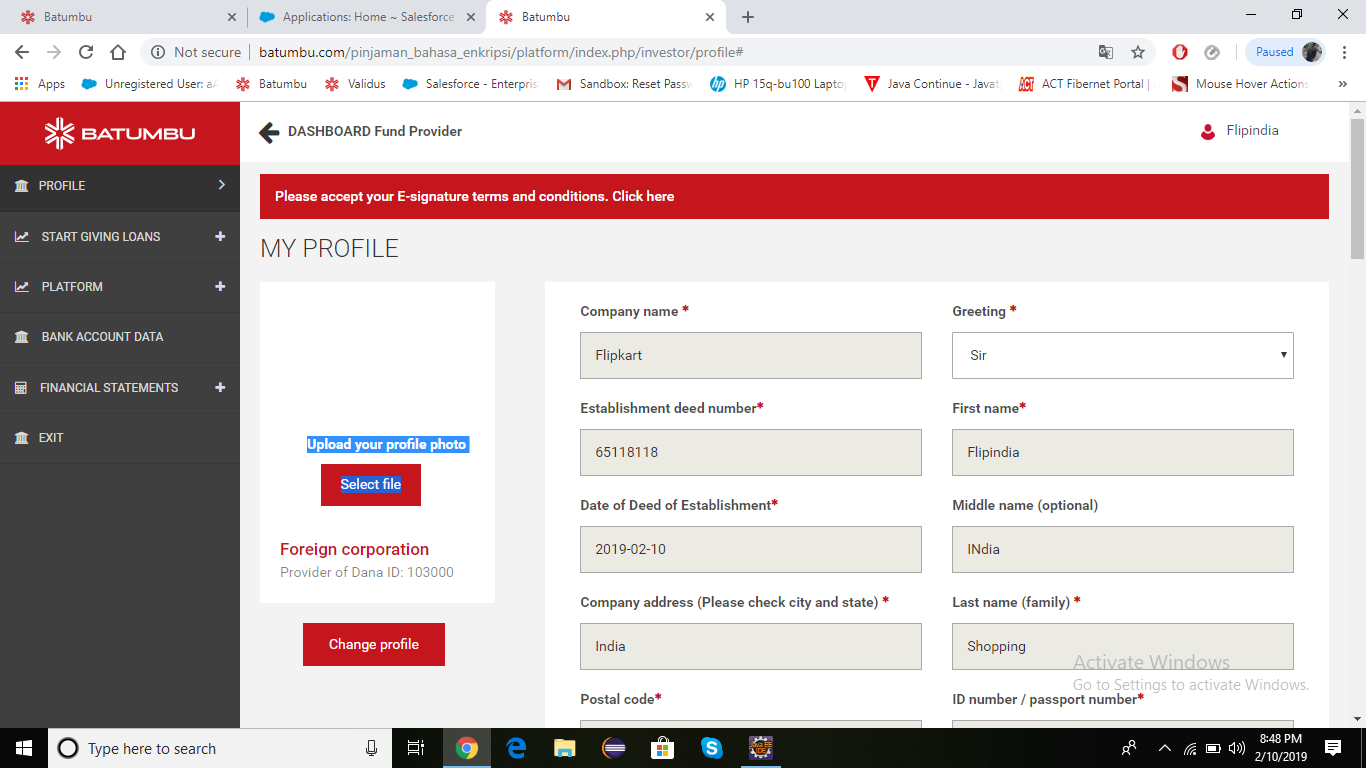 Batumbu
Applications: Home ~ Salesforce
Batumbu
Not secure
batumbu.com/pinjaman_bahasa_enkripsi/platform/index.php/investor/profile#
Paused
Apps
Unregistered User: a
Batumbu
Validus
Salesforce - Enterpris
Sandbox: Reset Passw
HP 15q-bu100 Lapto
Java Continue - Javat
ACT Fibernet Portal |
Mouse Hover Actions
BATUMBU
DASHBOARD Fund Provider
Flipindia
PROFILE
START GIVING LOANS
PLATFORM
BANK ACCOUNT DATA
FINANCIAL STATEMENTS
EXIT
Please accept your E-signature terms and conditions. Click here
MY PROFILE
Upload your profile photo
Select file
Foreign corporation
Provider of Dana ID: 103000
Change profile
Company name *
Flipkart
Greeting *
Sir
Establishment deed number*
65118118
First name*
Flipindia
Date of Deed of Establishment*
2019-02-10
Middle name (optional)
INdia
Company address (Please check city and state) *
India
Last name (family) *
Shopping
Postal code*
ID number / passport number*
Activate Windows
Go to Settings to activate Windows.
Type here to search
8:48 PM
2/10/2019